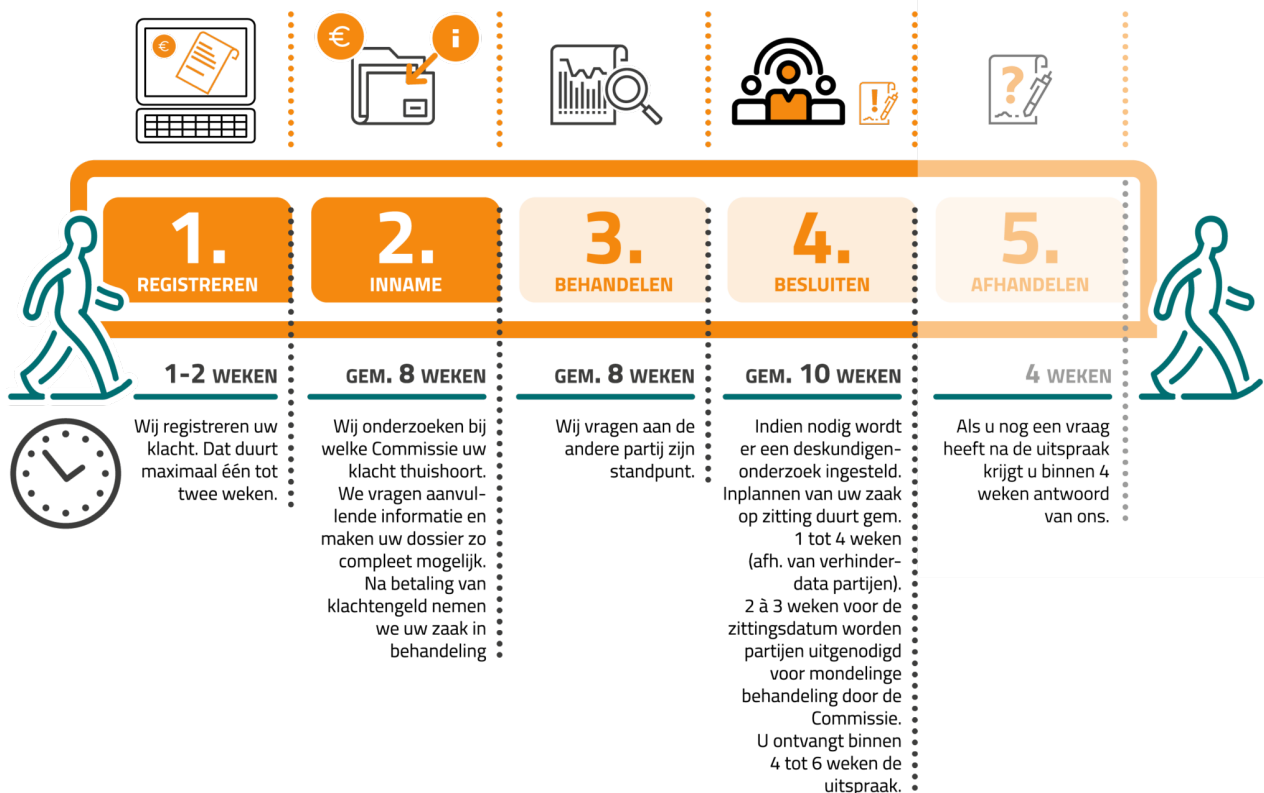 €
€
i
!
?
1.
REGISTREREN
2.
INNAME
3.
BEHANDELEN
4.
BESLUITEN
5.
AFHANDELEN
1-2 WEKEN
Wij registreren uw
klacht. Dat duurt
maximaal één tot
twee weken.
GEM. 8 WEKEN
Wij onderzoeken bij
welke Commissie uw
klacht thuishoort.
We vragen aanvul-
lende informatie en
maken uw dossier zo
compleet mogelijk.
Na betaling van
klachtengeld nemen
we uw zaak in
behandeling
GEM. 8 WEKEN
Wij vragen aan de
andere partij zijn
standpunt.
GEM. 10 WEKEN
Indien nodig wordt
er een deskundigen-
onderzoek ingesteld.
Inplannen van uw zaak
op zitting duurt gem.
1 tot 4 weken
(afh. van verhinder-
data partijen).
2 à 3 weken voor de
zittingsdatum worden
partijen uitgenodigd
voor mondelinge
behandeling door de
Commissie.
U ontvangt binnen
4 tot 6 weken de
uitspraak.
4 WEKEN
Als u nog een vraag
heeft na de uitspraak
krijgt u binnen 4
weken antwoord
van ons.